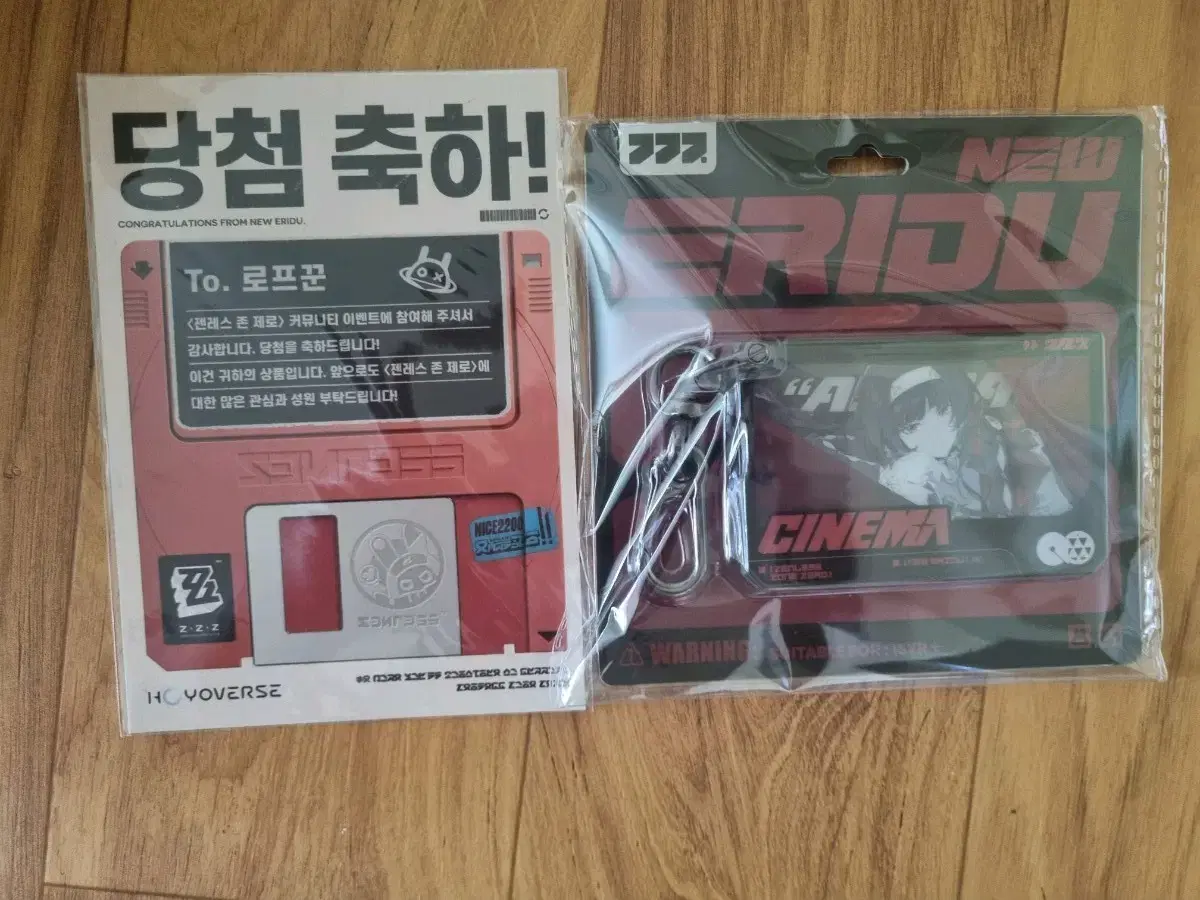 당첨 축하!
CONGRATULATIONS FROM NEW ERIDU.
To. 로프꾼
<젠레스 존 제로> 커뮤니티 이벤트에 참여해 주셔서
감사합니다. 당첨을 축하드립니다!
이건 귀하의 상품입니다. 앞으로도 <젠레스 존 제로>에
대한 많은 관심과 성원 부탁드립니다!
NICE2200
Z·Z·Z
HOYOVERSE
NEW
ERIDU
CINEMA
WARNING: SUITABLE FOR: 15YR+